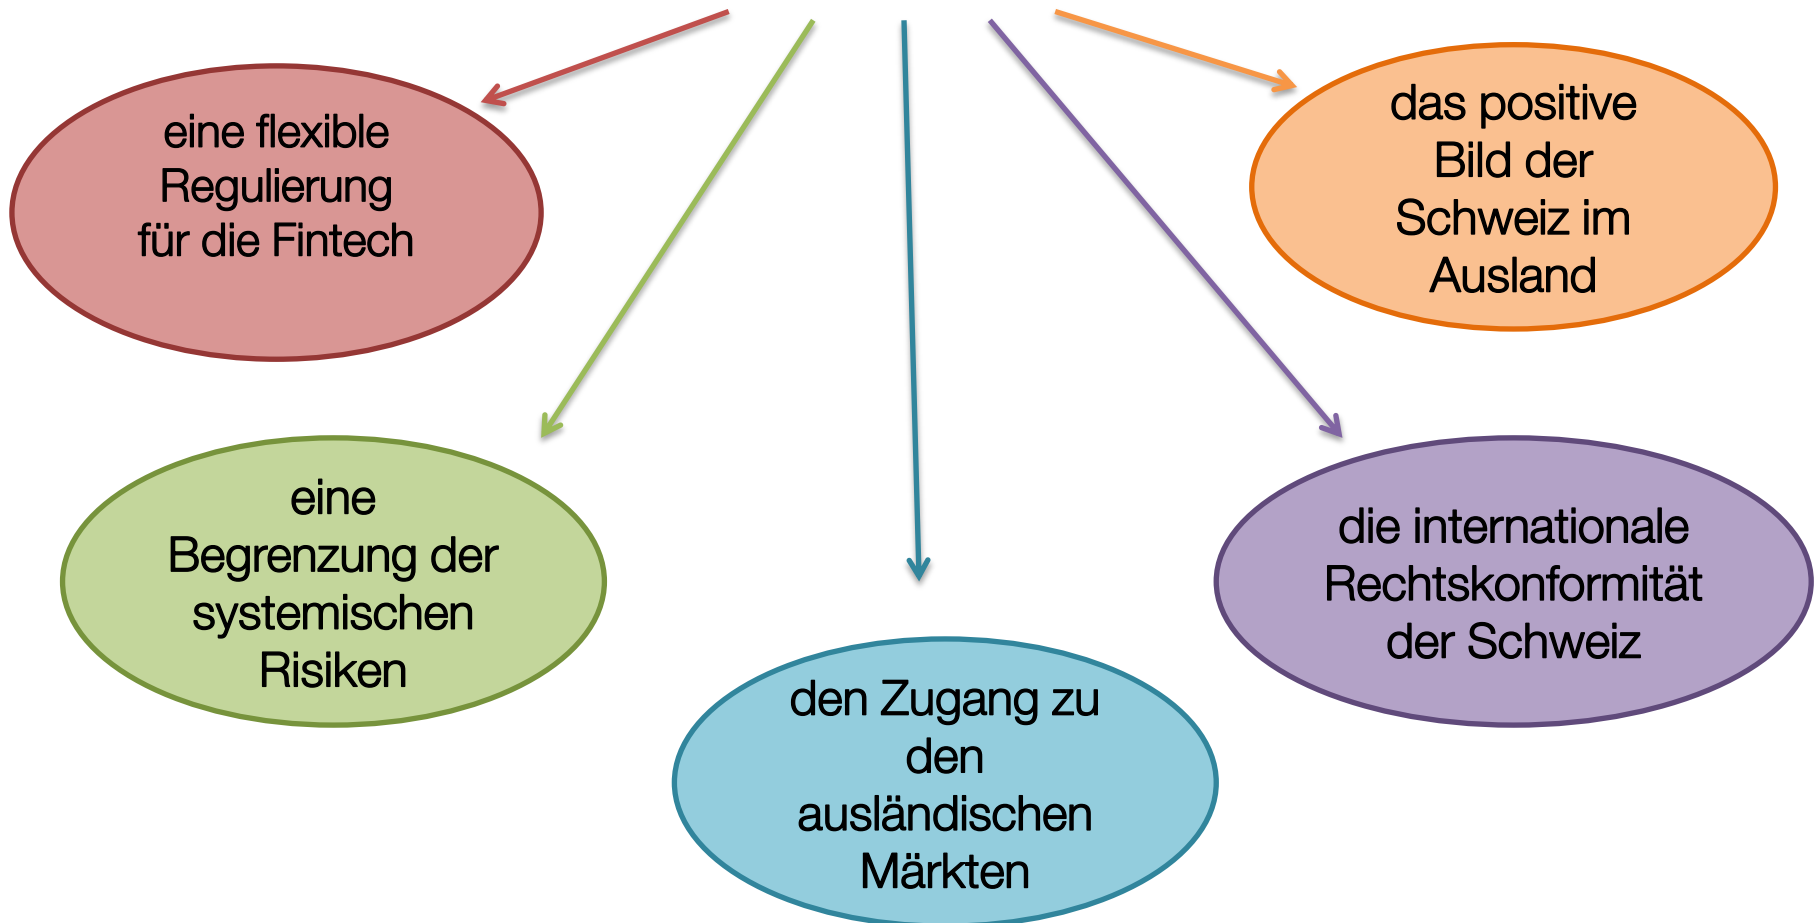 eine flexible
Regulierung
für die Fintech
das positive
Bild der
Schweiz im
Ausland
eine
Begrenzung der
systemischen
Risiken
die internationale
Rechtskonformität
der Schweiz
den Zugang zu
den
ausländischen
Märkten